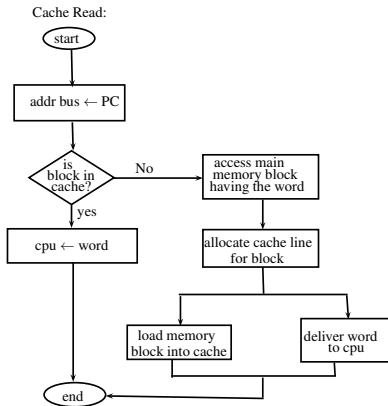 Cache Read:
start
addr bus ← PC
is
block in
cache?
No
yes
access main
memory block
having the word
cpu ← word
allocate cache line
for block
load memory
block into cache
deliver word
to cpu
end